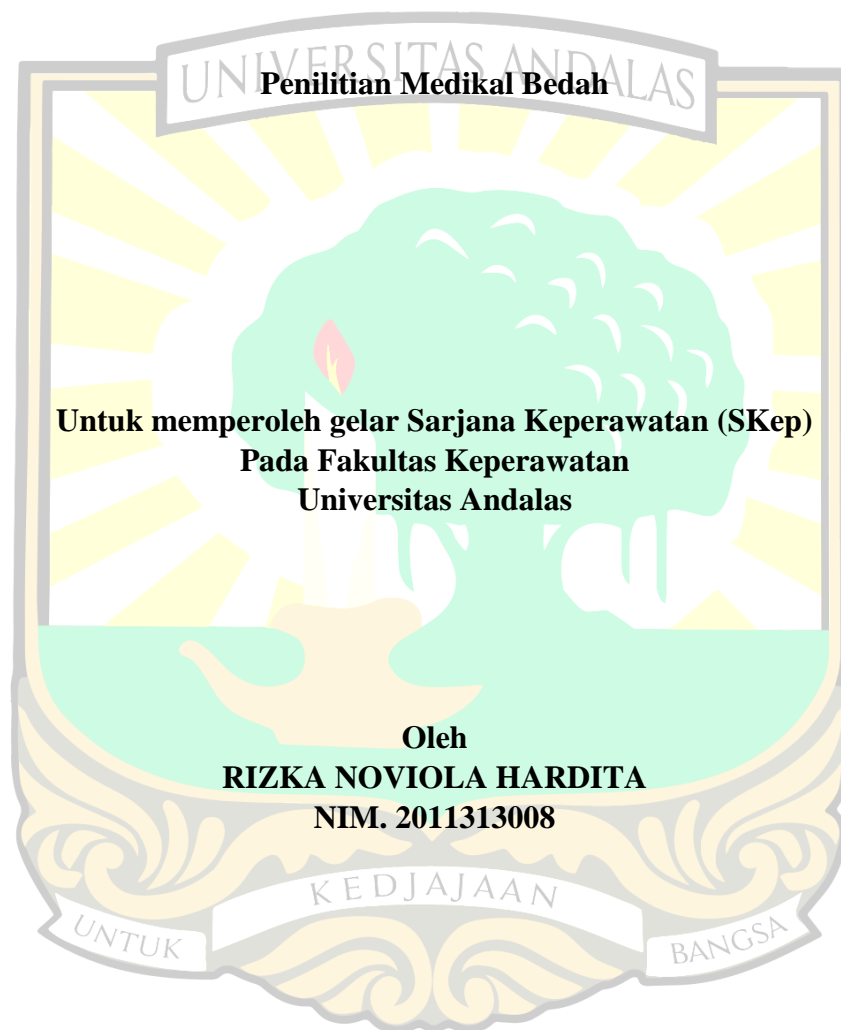 UNIVERSITAS ANDALAS
Penilitian Medikal Bedah
Untuk memperoleh gelar Sarjana Keperawatan (SKep)
Pada Fakultas Keperawatan
Universitas Andalas
Oleh
RIZKA NOVIOLA HARDITA
NIM. 2011313008
KEDJAJAAN
UNTUK
BANGSA